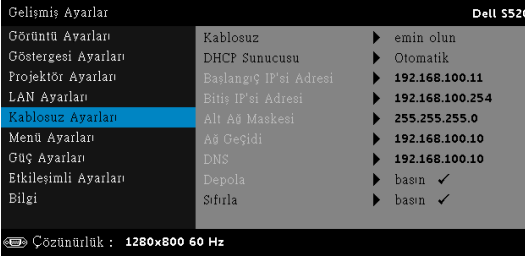 Gelişmiş Ayarlar Dell S520
Görüntü Ayarları
Göstergesi Ayarları
Projektör Ayarları
LAN Ayarları
Kablosuz Ayarları
Menü Ayarları
Güç Ayarları
Etkileşimli Ayarlar
Bilgi
Kablosuz emin olun
DHCP Sunucusu Otomatik
Başlangıç IP'si Adresi 192.168.100.11
Bitiş IP'si Adresi 192.168.100.254
Alt Ağ Maskesi 255.255.255.0
Ağ Geçidi 192.168.100.10
DNS 192.168.100.10
Depola basın ✓
Sıfırla basın ✓
Çözünürlük : 1280x800 60 Hz